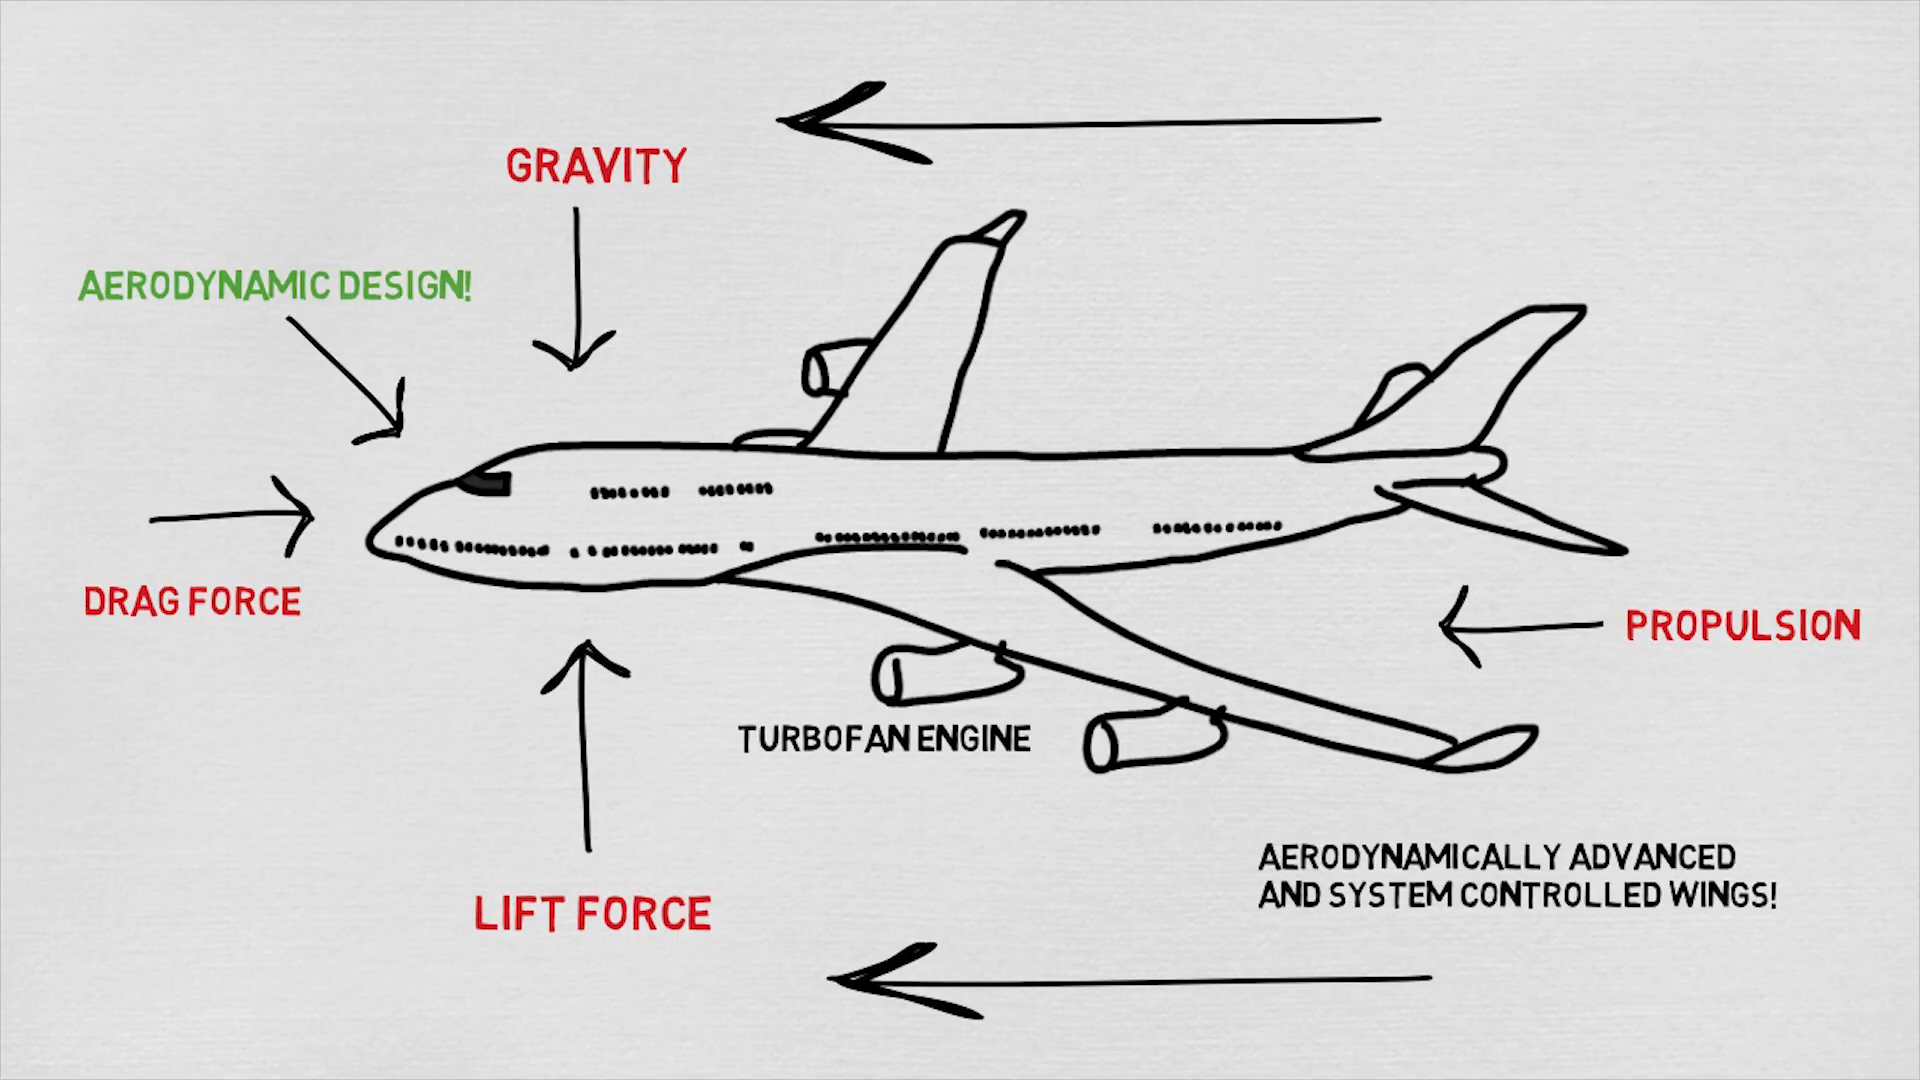 GRAVITY
AERODYNAMIC DESIGN!
DRAG FORCE
PROPULSION
TURBOFAN ENGINE
AERODYNAMICALLY ADVANCED
AND SYSTEM CONTROLLED WINGS!
LIFT FORCE